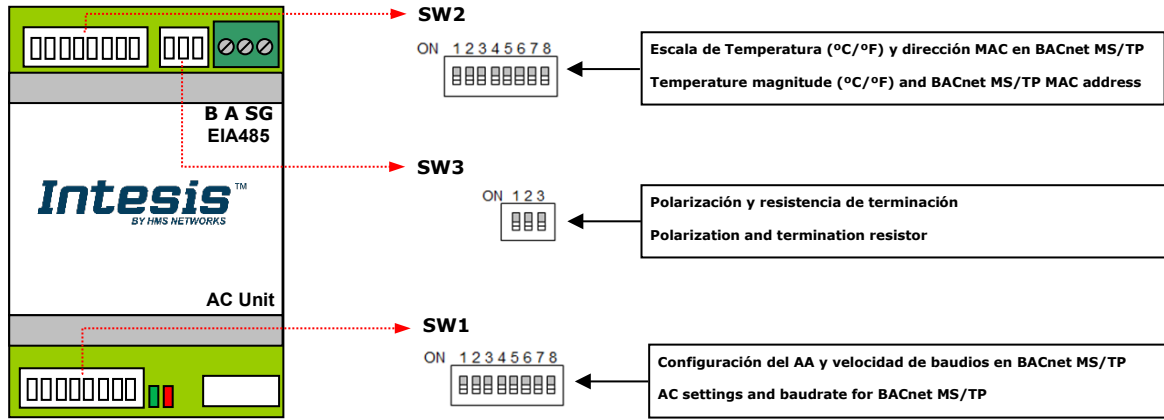 SW2
ON 1 2 3 4 5 6 7 8
Escala de Temperatura (ºC/ºF) y dirección MAC en BACnet MS/TP
Temperature magnitude (ºC/ºF) and BACnet MS/TP MAC address
B A SG
EIA485
SW3
ON 1 2 3
Polarización y resistencia de terminación
Polarization and termination resistor
Intesis™
BY HMS NETWORKS
AC Unit
SW1
ON 1 2 3 4 5 6 7 8
Configuración del AA y velocidad de baudios en BACnet MS/TP
AC settings and baudrate for BACnet MS/TP